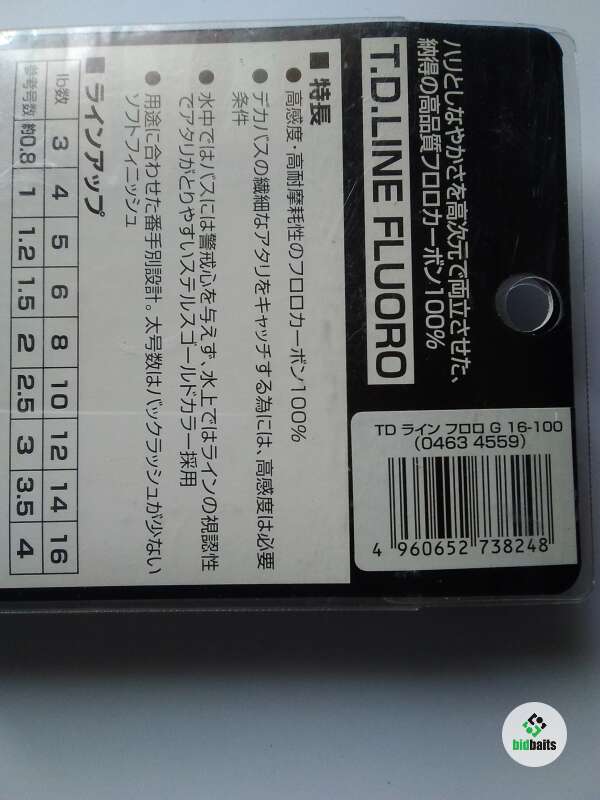 ハリとしなやかさを高次元で両立させた、
納得の高品質フロロカーボン100%
T.D.LINE FLUORO
■ 特長
● 高感度・高耐摩耗性のフロロカーボン100%
● デカバスの繊細なアタリをキャッチする為には、高感度は必要
条件
● 水中ではバスには警戒心を与えず、水上ではラインの視認性
でアタリがとりやすいステルスゴールドカラー採用
● 用途に合わせた番手別設計。太号数はバックラッシュが少ない
ソフトフィニッシュ
■ ラインアップ
lb数 3 4 5 6 8 10 12 14 16
参考号数 約0.8 1 1.2 1.5 2 2.5 3 3.5 4
TD ライン フロロ G 16-100
(0463 4559)
4 960652 738248
bidbaits